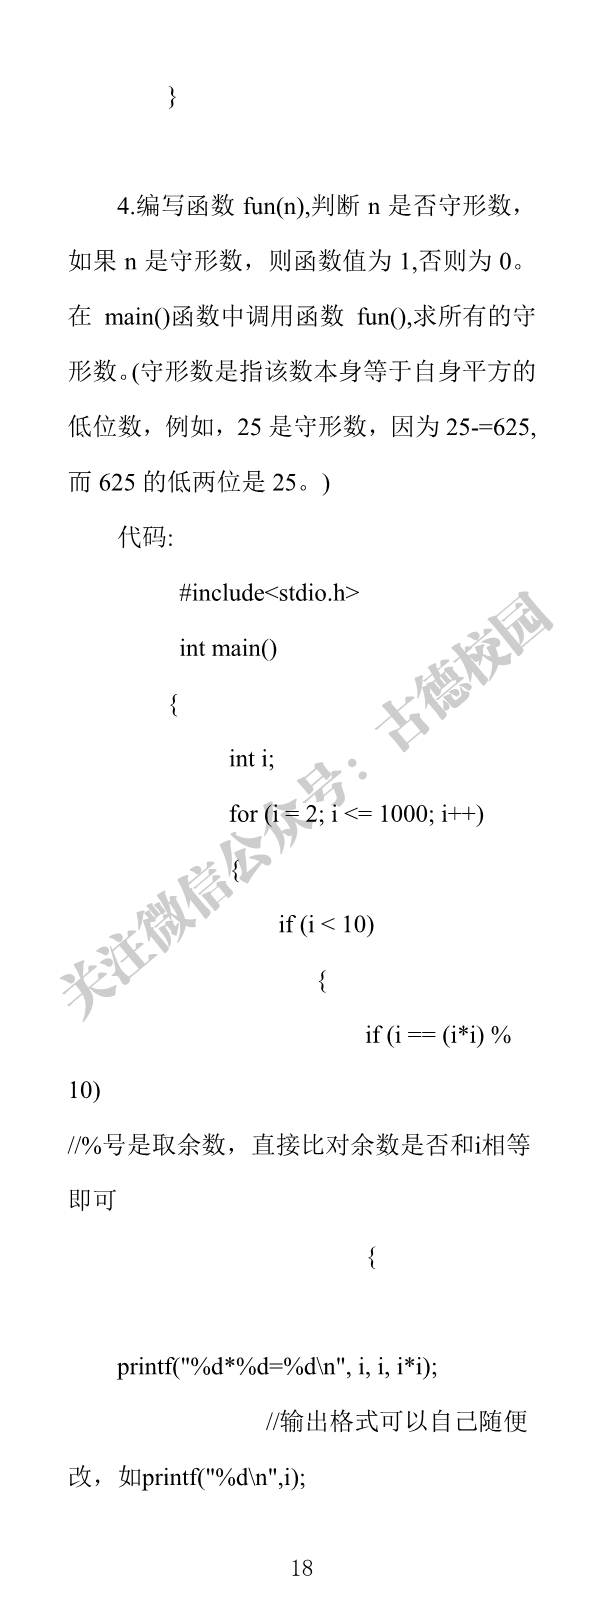 }
4.编写函数 fun(n),判断 n 是否守形数，
如果 n 是守形数，则函数值为 1,否则为 0。
在 main()函数中调用函数 fun(),求所有的守
形数。(守形数是指该数本身等于自身平方的
低位数，例如，25 是守形数，因为 25-=625,
而 625 的低两位是 25。)
代码:
#include<stdio.h>
int main()
{
int i;
for (i = 2; i <= 1000; i++)
{
if (i < 10)
{
if (i == (i*i) %
10)
//%号是取余数，直接比对余数是否和i相等
即可
{
printf("%d*%d=%d\n", i, i, i*i);
//输出格式可以自己随便
改，如printf("%d\n",i);
18
关注微信公众号：古德校园